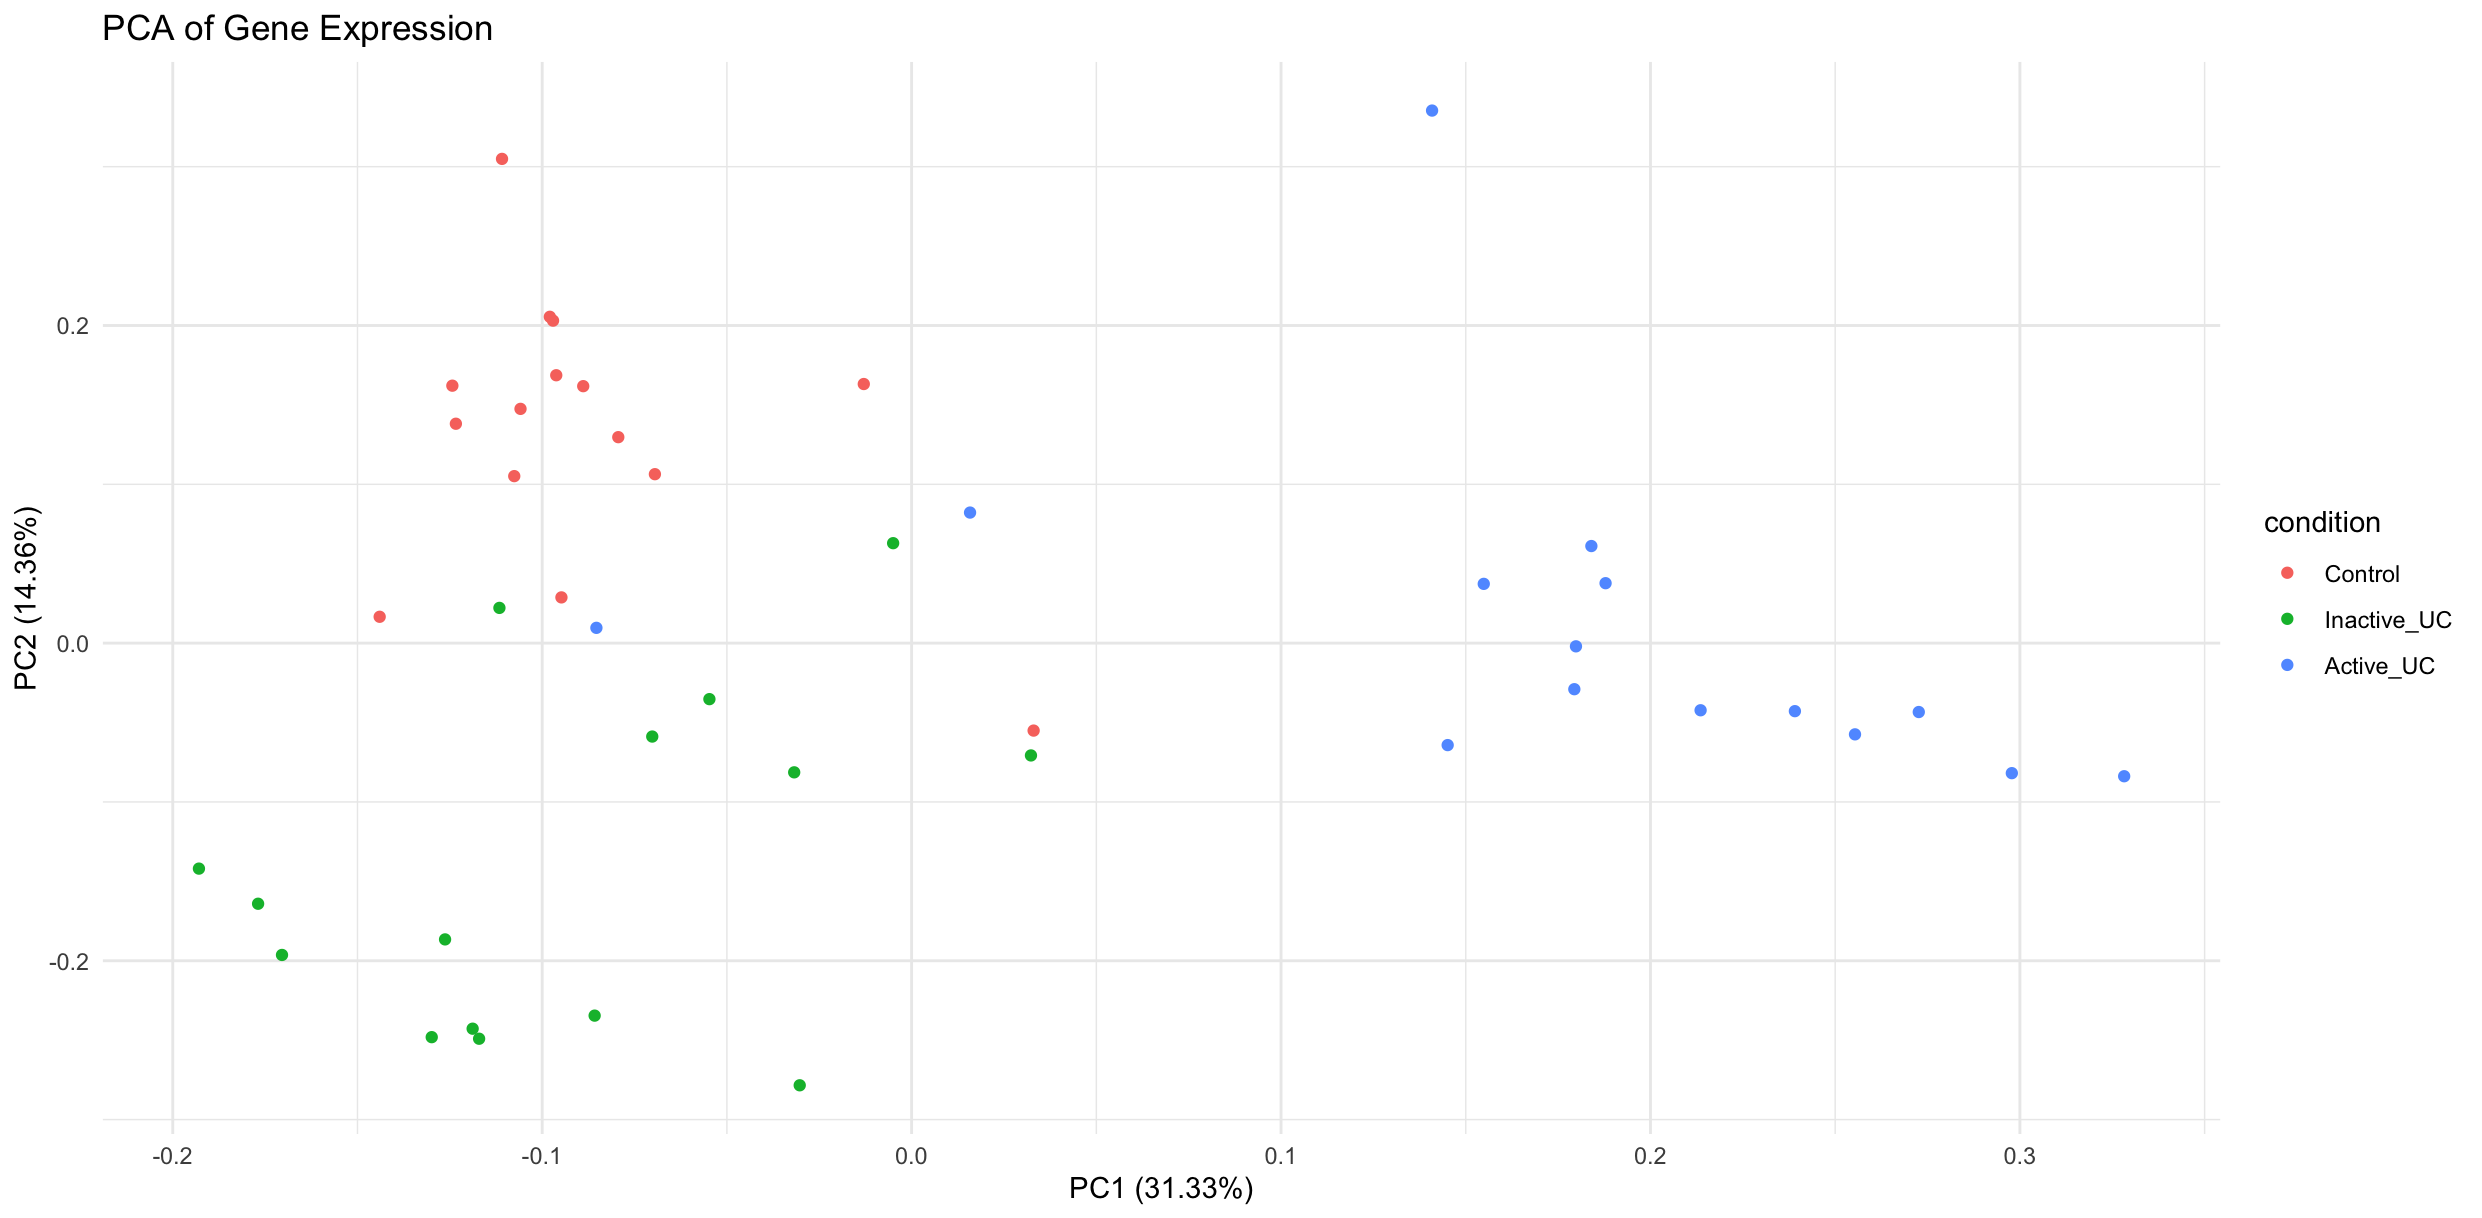 PCA of Gene Expression
PC2 (14.36%)
0.2
0.0
-0.2
-0.2
-0.1
0.0
0.1
0.2
0.3
PC1 (31.33%)
condition
Control
Inactive_UC
Active_UC